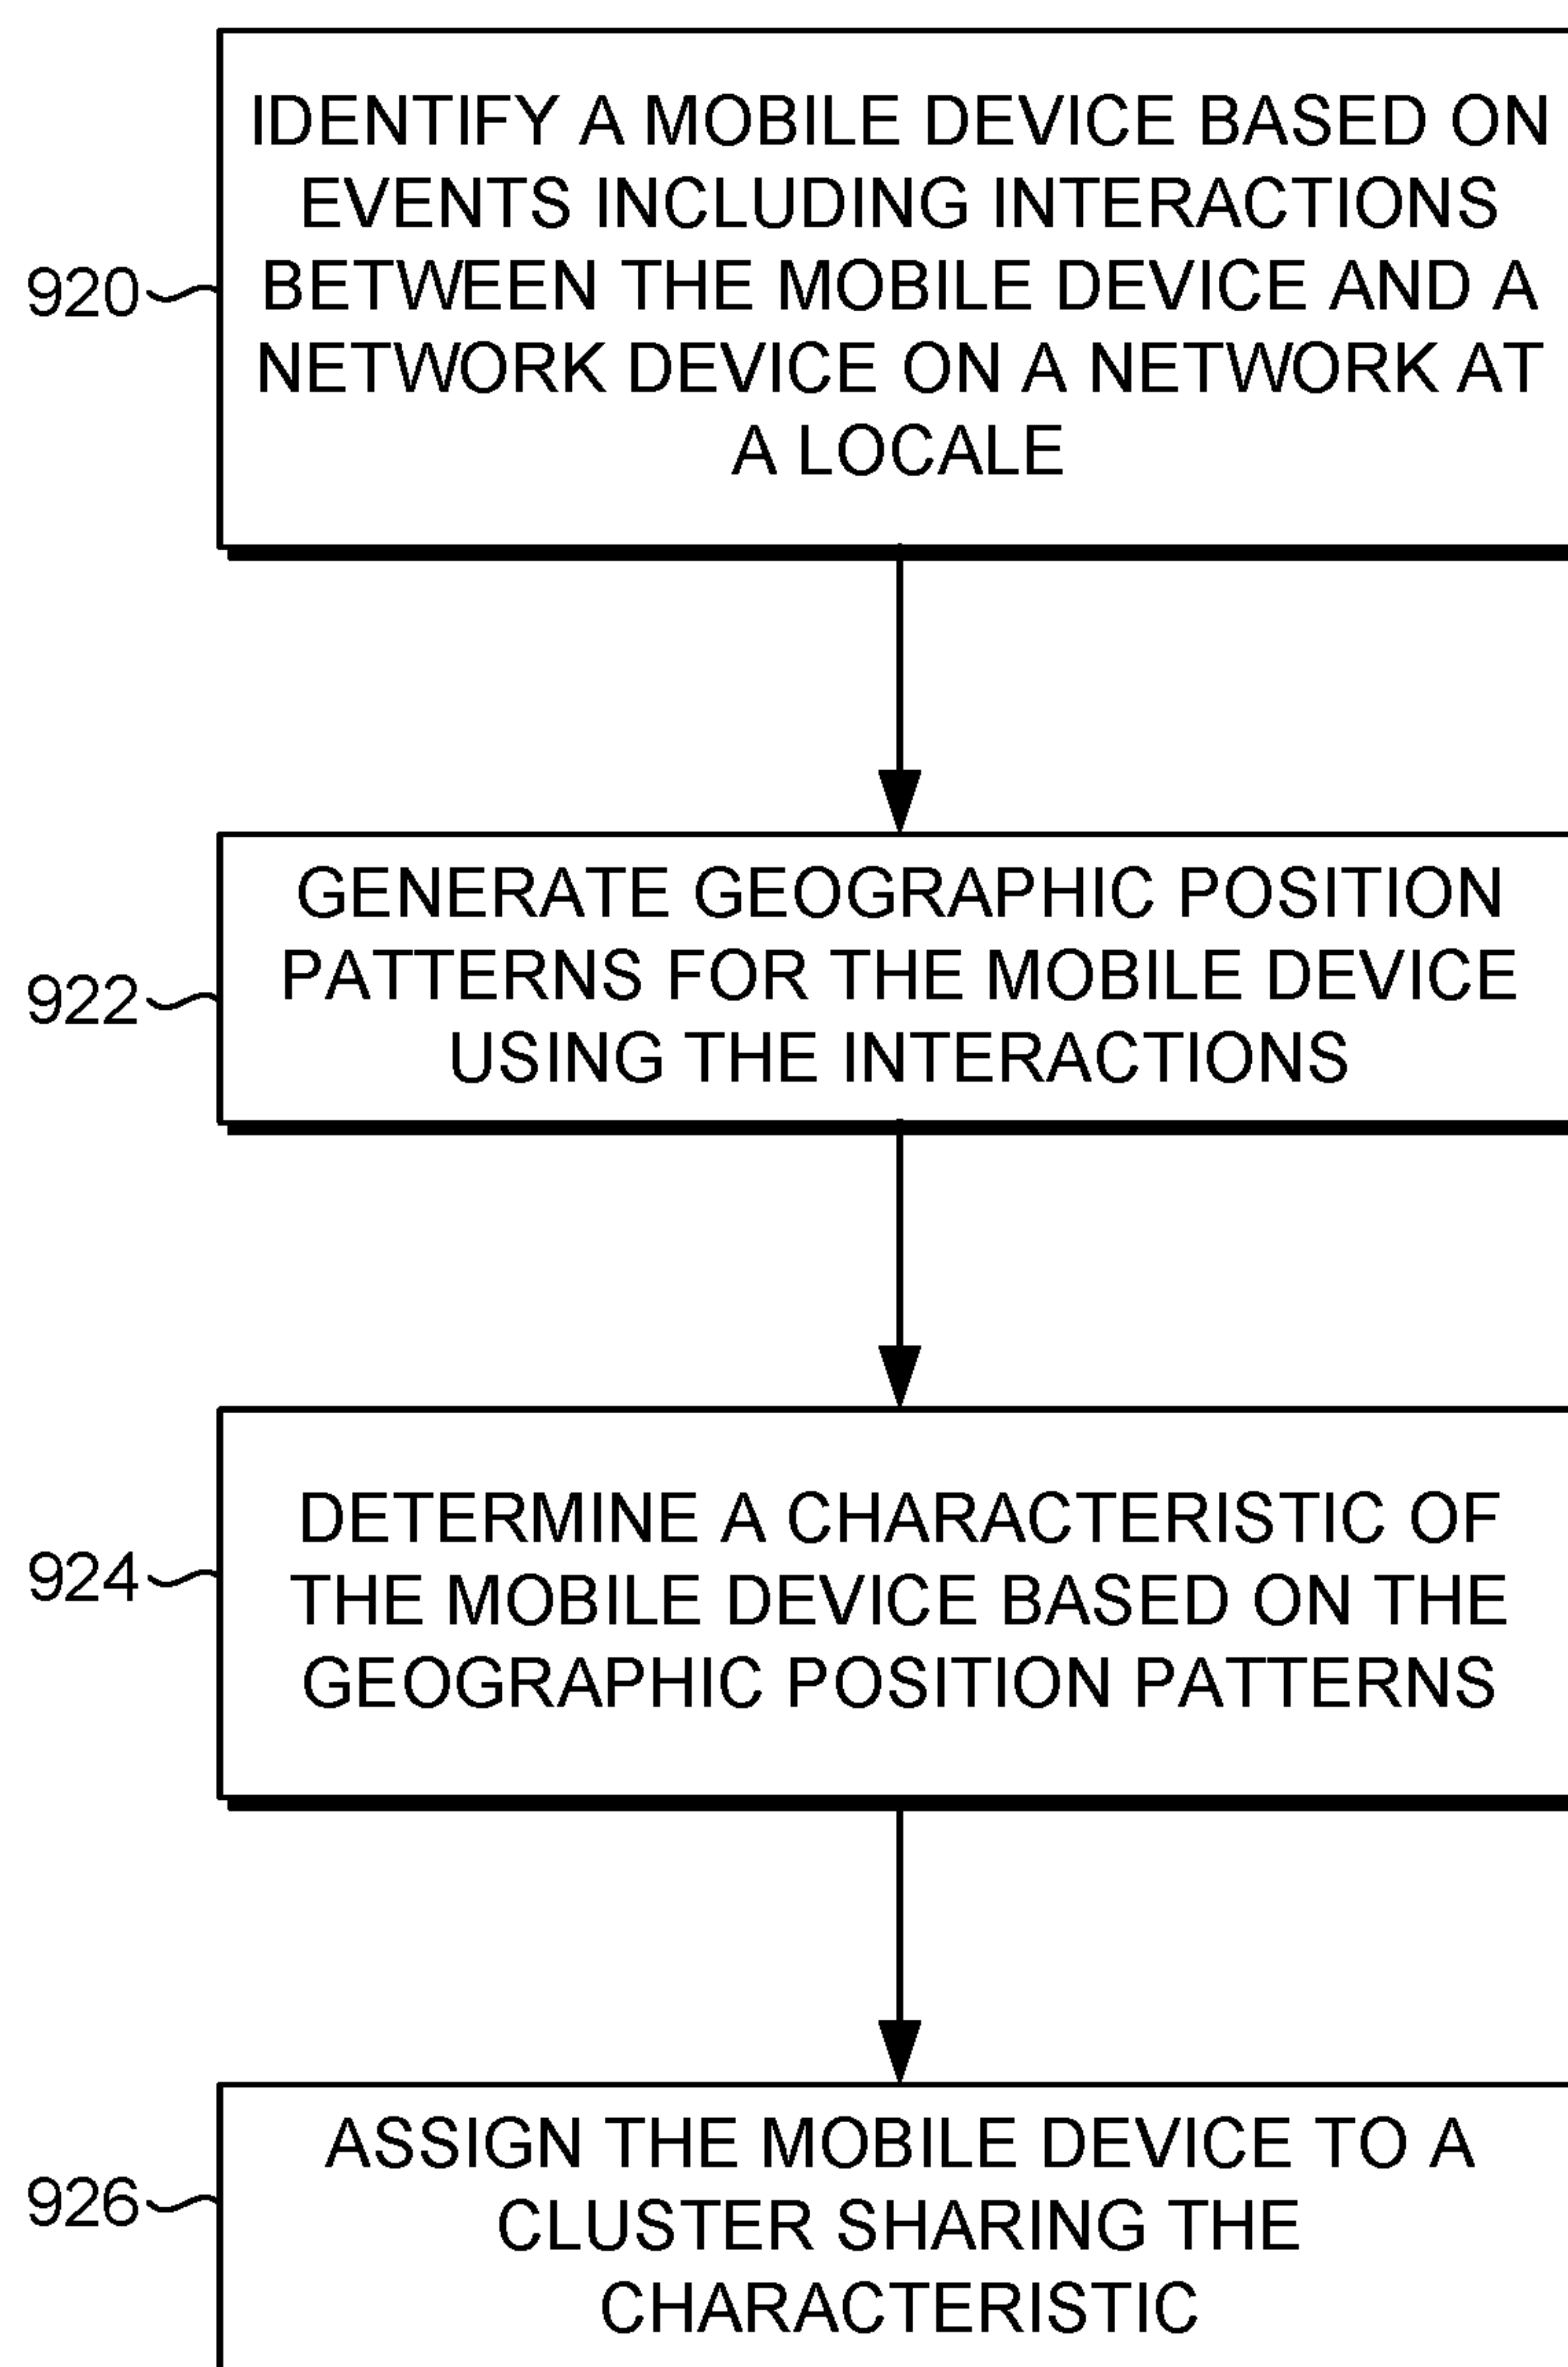 IDENTIFY A MOBILE DEVICE BASED ON
EVENTS INCLUDING INTERACTIONS
BETWEEN THE MOBILE DEVICE AND A
NETWORK DEVICE ON A NETWORK AT
A LOCALE
920
GENERATE GEOGRAPHIC POSITION
PATTERNS FOR THE MOBILE DEVICE
USING THE INTERACTIONS
922
DETERMINE A CHARACTERISTIC OF
THE MOBILE DEVICE BASED ON THE
GEOGRAPHIC POSITION PATTERNS
924
ASSIGN THE MOBILE DEVICE TO A
CLUSTER SHARING THE
CHARACTERISTIC
926